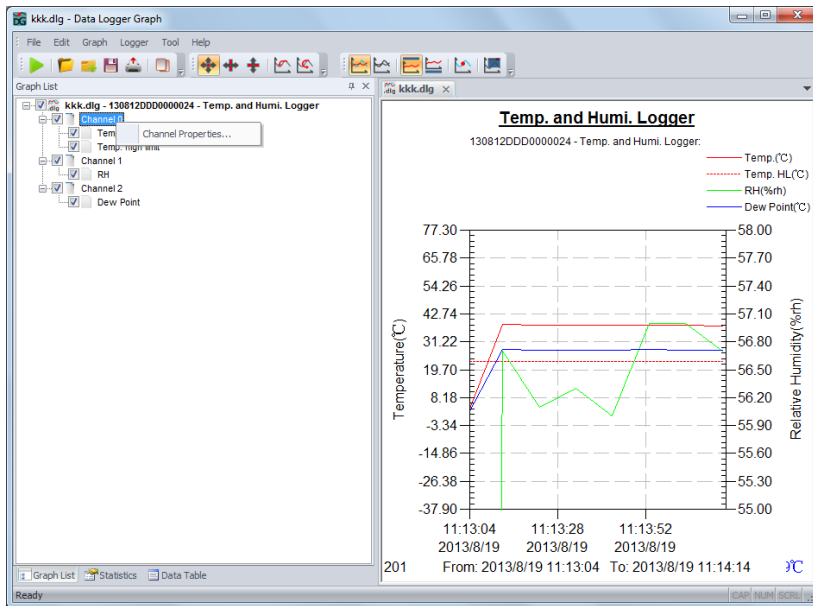 kkk.dlg - Data Logger Graph
File Edit Graph Logger Tool Help
Graph List
kkk.dlg - 130812DDD0000024 - Temp. and Humi. Logger
Channel 0
Channel Properties...
Temp. high limit
Channel 1
RH
Channel 2
Dew Point
Graph List Statistics Data Table
Ready
kkk.dlg
Temp. and Humi. Logger
130812DDD0000024 - Temp. and Humi. Logger:
Temp.(℃)
Temp. HL(℃)
RH(%rh)
Dew Point(℃)
77.30
65.78
54.26
42.74
31.22
19.70
8.18
-3.34
-14.86
-26.38
-37.90
Temperature(℃)
58.00
57.70
57.40
57.10
56.80
56.50
56.20
55.90
55.60
55.30
55.00
Relative Humidity(%rh)
11:13:04 11:13:28 11:13:52
2013/8/19 2013/8/19 2013/8/19
201 From: 2013/8/19 11:13:04 To: 2013/8/19 11:14:14 ℃
CAP NUM SCRL